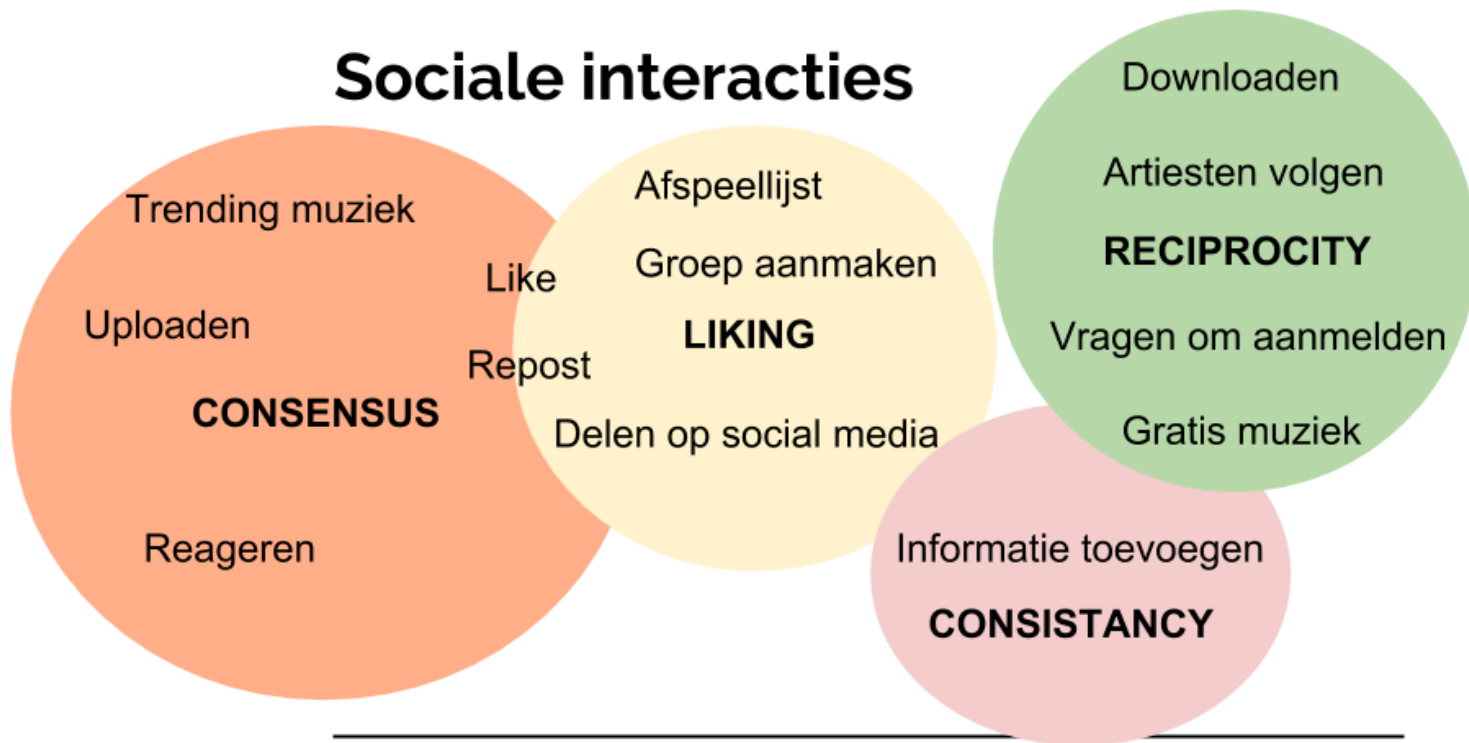 Sociale interacties
Trending muziek
Uploaden
CONSENSUS
Reageren
Like
Repost
Afspeellijst
Groep aanmaken
LIKING
Delen op social media
Downloaden
Artiesten volgen
RECIPROCITY
Vragen om aanmelden
Gratis muziek
Informatie toevoegen
CONSISTANCY